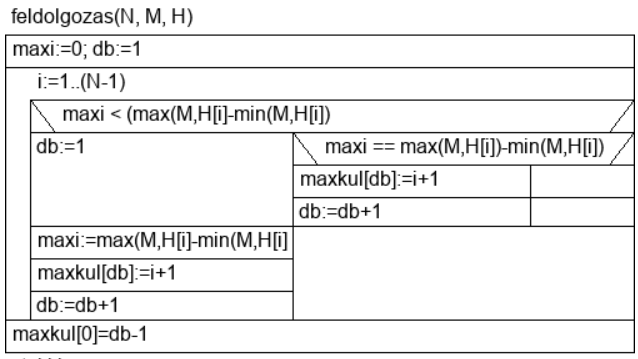 feldolgozas(N, M, H)
maxi:=0; db:=1
i:=1..(N-1)
maxi < (max(M,H[i]-min(M,H[i])
db:=1
maxi == max(M,H[i])-min(M,H[i])
maxkul[db]:=i+1
db:=db+1
maxi:=max(M,H[i]-min(M,H[i]
maxkul[db]:=i+1
db:=db+1
maxkul[0]=db-1